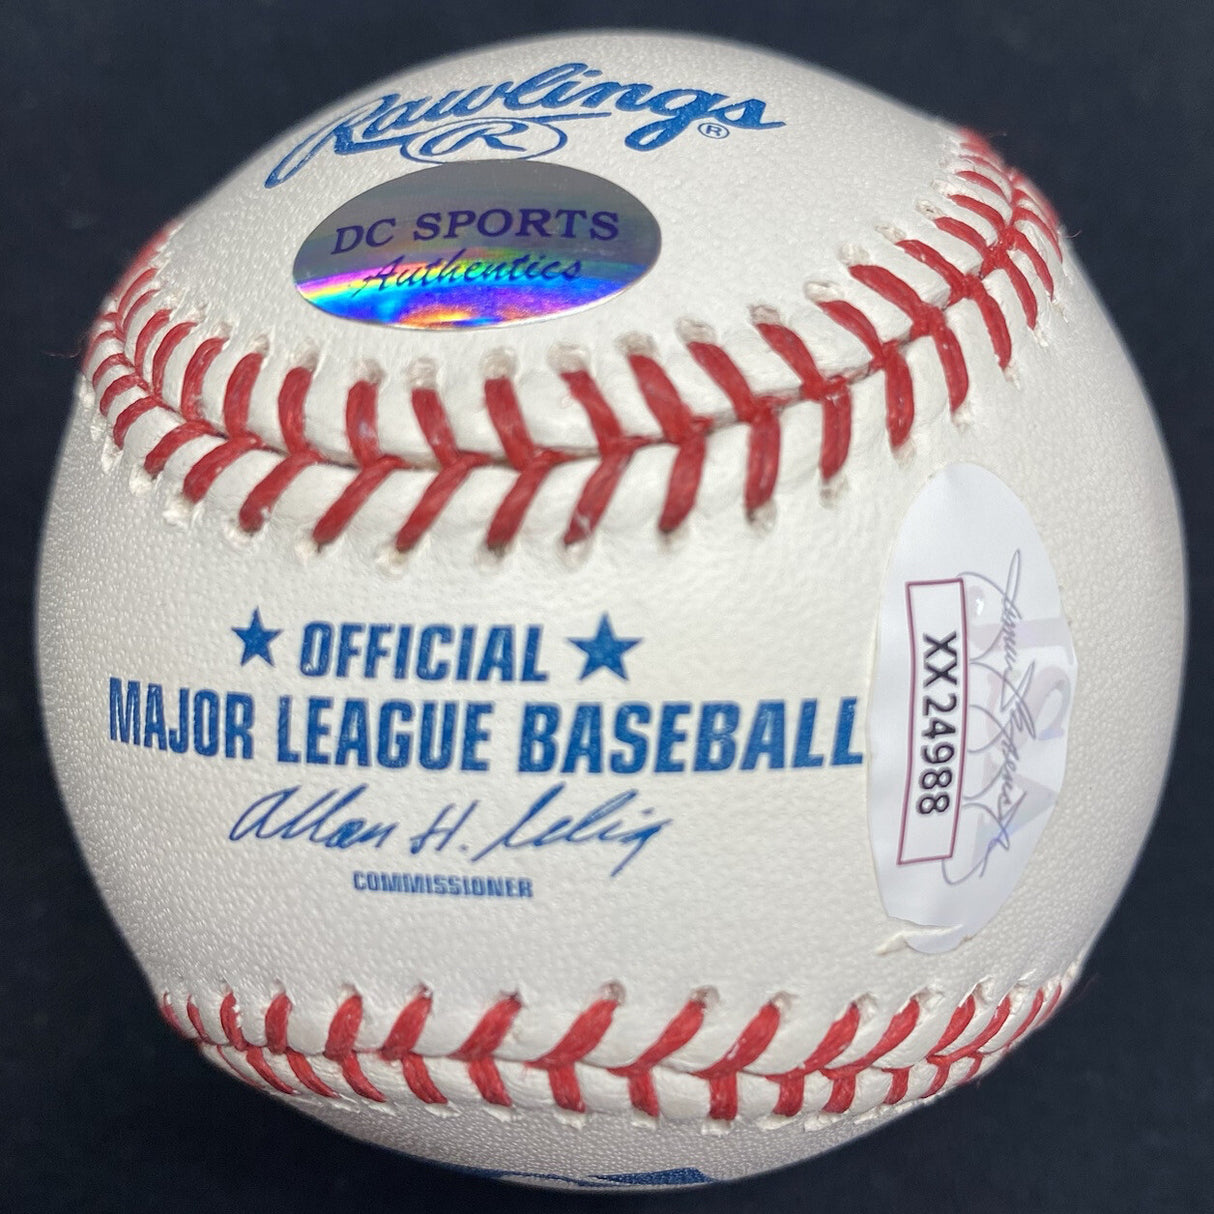 Rawlings ®
R
DC SPORTS
Authentics
★ OFFICIAL ★
MAJOR LEAGUE BASEBALL
Allan H. Selig
COMMISSIONER
XX24988